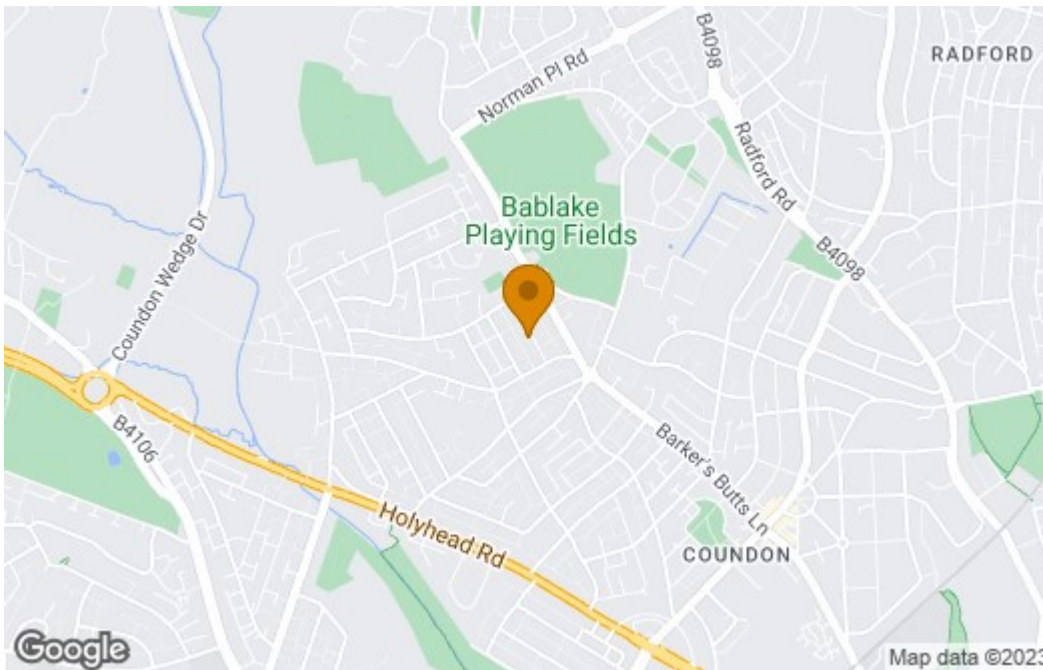 B4098
RADFORD
Norman Pl Rd
Radford Rd
Bablake
Playing Fields
B4098
Coundon Wedge Dr
B4106
Barker's Butts Ln
Holyhead Rd
COUNDON
Google
Map data ©2023